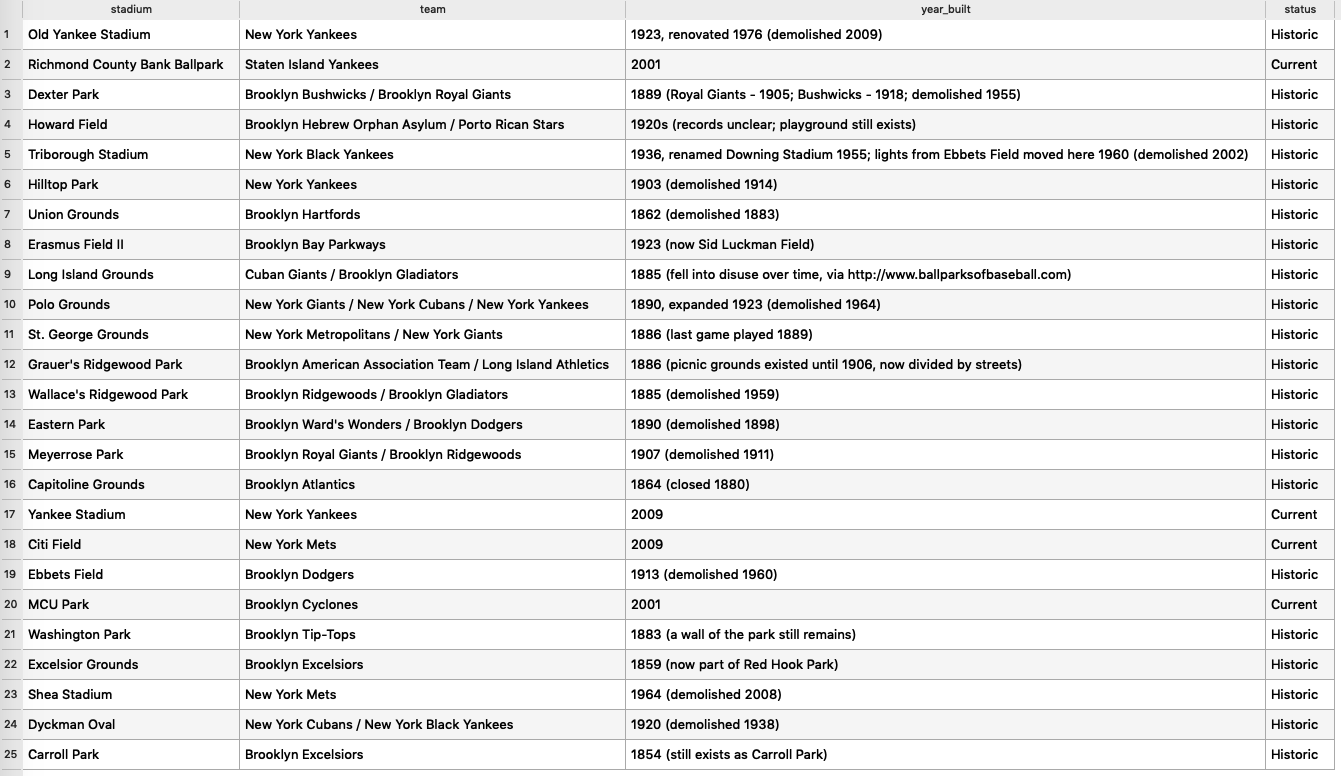 stadium team year_built status
1 Old Yankee Stadium New York Yankees 1923, renovated 1976 (demolished 2009) Historic
2 Richmond County Bank Ballpark Staten Island Yankees 2001 Current
3 Dexter Park Brooklyn Bushwicks / Brooklyn Royal Giants 1889 (Royal Giants - 1905; Bushwicks - 1918; demolished 1955) Historic
4 Howard Field Brooklyn Hebrew Orphan Asylum / Porto Rican Stars 1920s (records unclear; playground still exists) Historic
5 Triborough Stadium New York Black Yankees 1936, renamed Downing Stadium 1955; lights from Ebbets Field moved here 1960 (demolished 2002) Historic
6 Hilltop Park New York Yankees 1903 (demolished 1914) Historic
7 Union Grounds Brooklyn Hartfords 1862 (demolished 1883) Historic
8 Erasmus Field II Brooklyn Bay Parkways 1923 (now Sid Luckman Field) Historic
9 Long Island Grounds Cuban Giants / Brooklyn Gladiators 1885 (fell into disuse over time, via http://www.ballparksofbaseball.com) Historic
10 Polo Grounds New York Giants / New York Cubans / New York Yankees 1890, expanded 1923 (demolished 1964) Historic
11 St. George Grounds New York Metropolitans / New York Giants 1886 (last game played 1889) Historic
12 Grauer's Ridgewood Park Brooklyn American Association Team / Long Island Athletics 1886 (picnic grounds existed until 1906, now divided by streets) Historic
13 Wallace's Ridgewood Park Brooklyn Ridgewoods / Brooklyn Gladiators 1885 (demolished 1959) Historic
14 Eastern Park Brooklyn Ward's Wonders / Brooklyn Dodgers 1890 (demolished 1898) Historic
15 Meyerrose Park Brooklyn Royal Giants / Brooklyn Ridgewoods 1907 (demolished 1911) Historic
16 Capitoline Grounds Brooklyn Atlantics 1864 (closed 1880) Historic
17 Yankee Stadium New York Yankees 2009 Current
18 Citi Field New York Mets 2009 Current
19 Ebbets Field Brooklyn Dodgers 1913 (demolished 1960) Historic
20 MCU Park Brooklyn Cyclones 2001 Current
21 Washington Park Brooklyn Tip-Tops 1883 (a wall of the park still remains) Historic
22 Excelsior Grounds Brooklyn Excelsiors 1859 (now part of Red Hook Park) Historic
23 Shea Stadium New York Mets 1964 (demolished 2008) Historic
24 Dyckman Oval New York Cubans / New York Black Yankees 1920 (demolished 1938) Historic
25 Carroll Park Brooklyn Excelsiors 1854 (still exists as Carroll Park) Historic